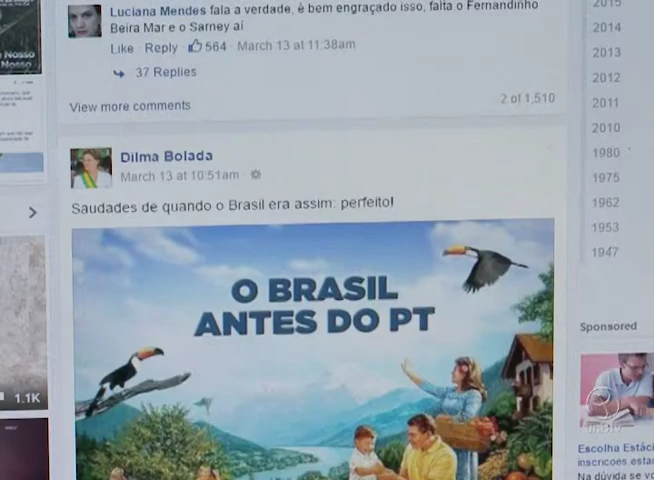 Luciana Mendes fala a verdade, é bem engraçado isso, falta o Fernandinho
Beira Mar e o Sarney aí
Like · Reply · 564 · March 13 at 11:38am
37 Replies
View more comments
2 of 1,510
Dilma Bolada
March 13 at 10:51am
Saudades de quando o Brasil era assim: perfeito!
O BRASIL
ANTES DO PT
Nosso
Nosso
1.1K
2015
2014
2013
2012
2011
2010
1980
1975
1962
1953
1947
Sponsored
UnBTV
Escolha Estác
inscricoes esta
Na dúvida se vo